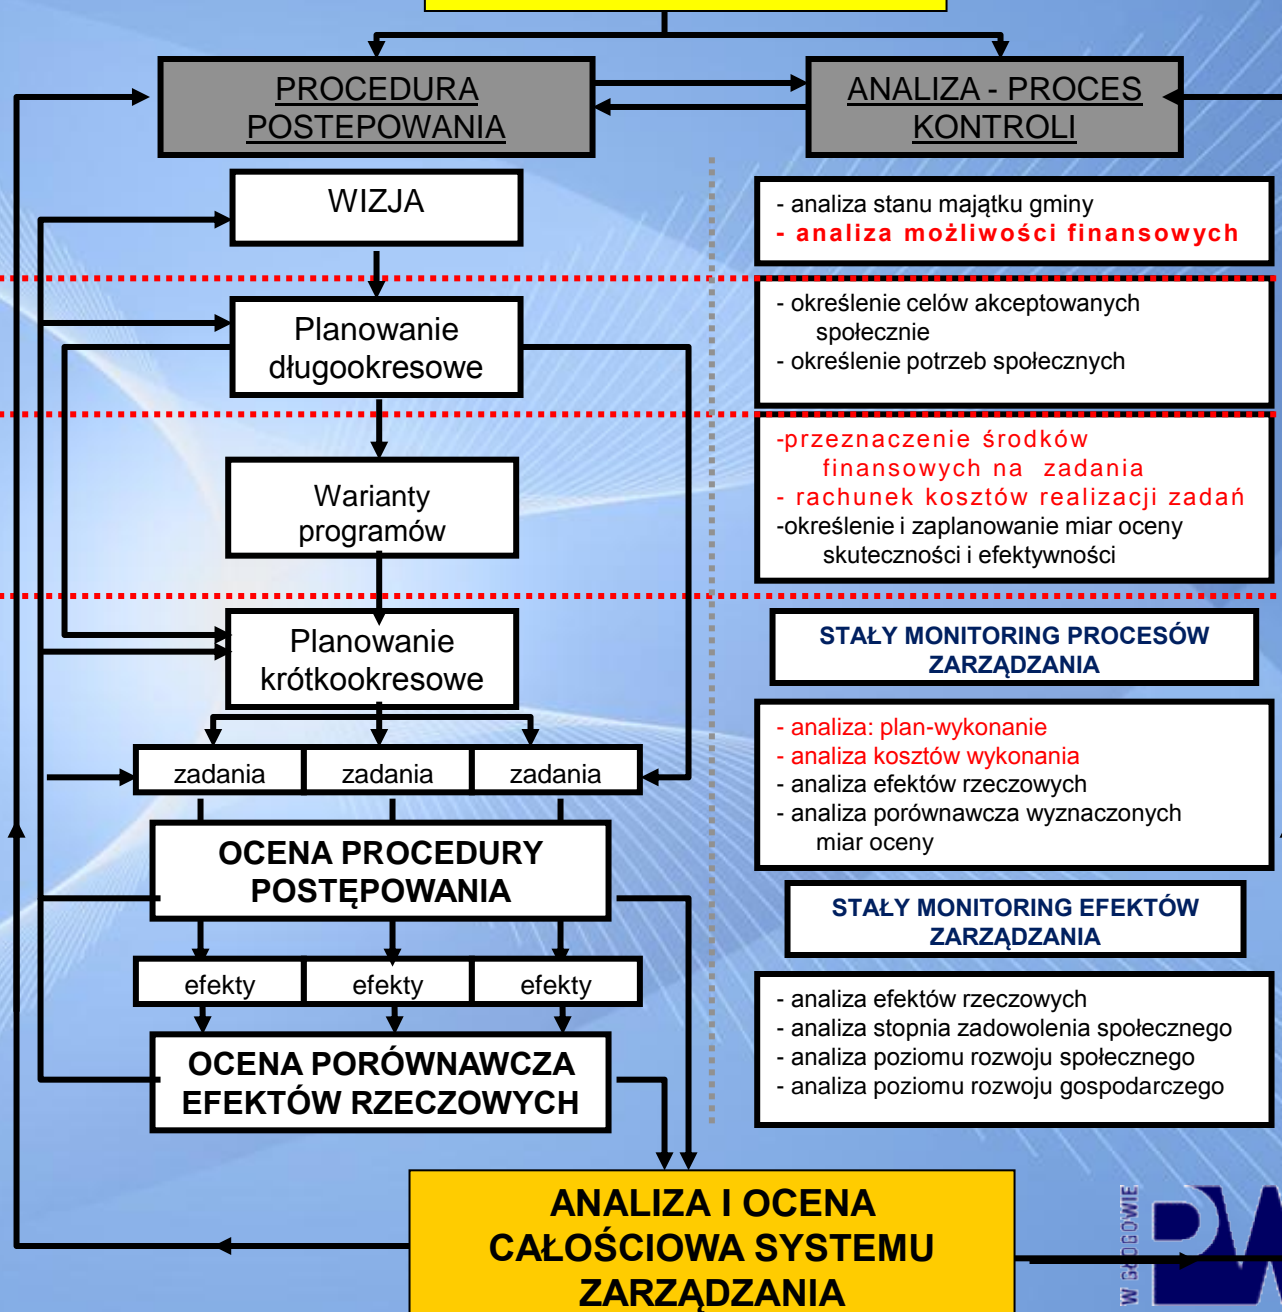 PROCEDURA
POSTEPOWANIA
ANALIZA - PROCES
KONTROLI
WIZJA
- analiza stanu majątku gminy
- analiza możliwości finansowych
Planowanie
długookresowe
- określenie celów akceptowanych
społecznie
- określenie potrzeb społecznych
Warianty
programów
-przeznaczenie środków
finansowych na zadania
- rachunek kosztów realizacji zadań
-określenie i zaplanowanie miar oceny
skuteczności i efektywności
Planowanie
krótkookresowe
STAŁY MONITORING PROCESÓW
ZARZĄDZANIA
zadania zadania zadania
- analiza: plan-wykonanie
- analiza kosztów wykonania
- analiza efektów rzeczowych
- analiza porównawcza wyznaczonych
miar oceny
OCENA PROCEDURY
POSTĘPOWANIA
STAŁY MONITORING EFEKTÓW
ZARZĄDZANIA
efekty efekty efekty
- analiza efektów rzeczowych
- analiza stopnia zadowolenia społecznego
- analiza poziomu rozwoju społecznego
- analiza poziomu rozwoju gospodarczego
OCENA PORÓWNAWCZA
EFEKTÓW RZECZOWYCH
ANALIZA I OCENA
CAŁOŚCIOWA SYSTEMU
ZARZĄDZANIA
W GŁOGOWIE
PW